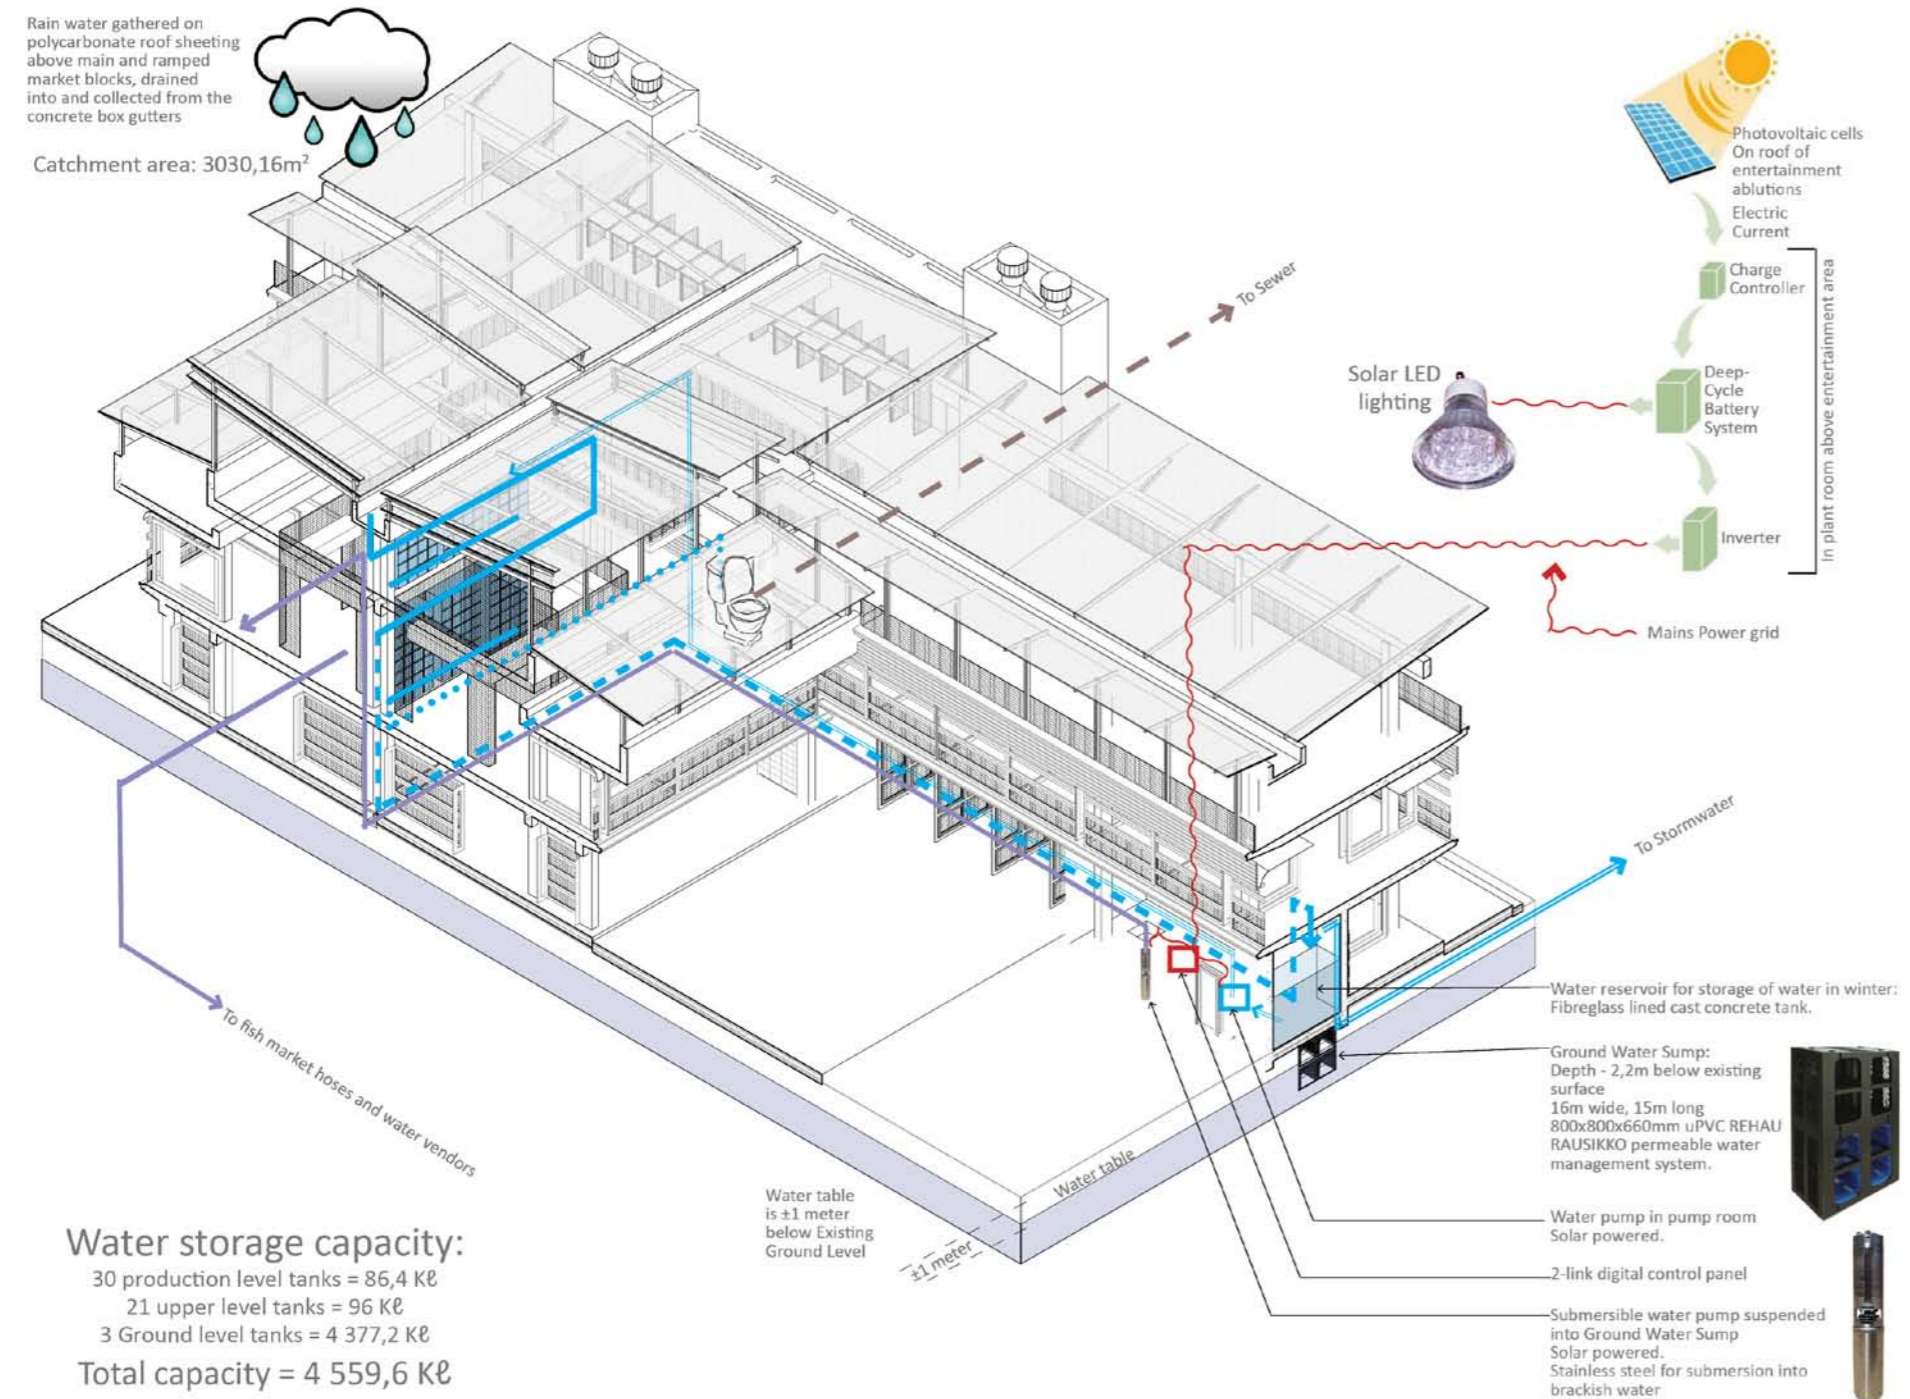 Rain water gathered on
polycarbonate roof sheeting
above main and ramped
market blocks, drained
into and collected from the
concrete box gutters
Catchment area: 3030,16m²
Photovoltaic cells
On roof of
entertainment
ablutions
Electric
Current
Charge
Controller
Deep-
Cycle
Battery
System
Inverter
In plant room above entertainment area
Solar LED
lighting
Mains Power grid
To Sewer
To Stormwater
To fish market hoses and water vendors
Water reservoir for storage of water in winter:
Fibreglass lined cast concrete tank.
Ground Water Sump:
Depth - 2,2m below existing
surface
16m wide, 15m long
800x800x660mm uPVC REHAU
RAUSIKKO permeable water
management system.
Water pump in pump room
Solar powered.
2-link digital control panel
Submersible water pump suspended
into Ground Water Sump
Solar powered.
Stainless steel for submersion into
brackish water
Water table
Water table
is ±1 meter
below Existing
Ground Level
±1 meter
Water storage capacity:
30 production level tanks = 86,4 Kℓ
21 upper level tanks = 96 Kℓ
3 Ground level tanks = 4 377,2 Kℓ
Total capacity = 4 559,6 Kℓ